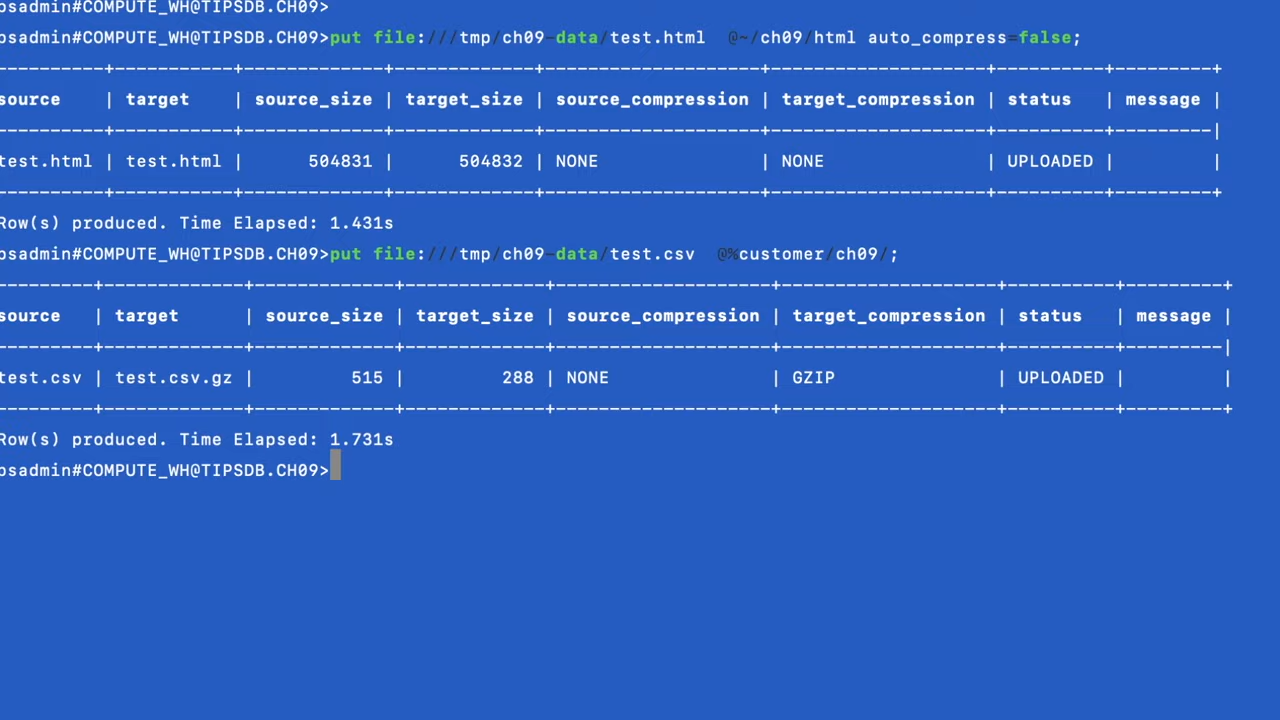 psadmin#COMPUTE_WH@TIPSDB.CH09>
psadmin#COMPUTE_WH@TIPSDB.CH09>put file:///tmp/ch09-data/test.html  @~/ch09/html auto_compress=false;
----------+-----------+-------------+-------------+--------------------+--------------------+----------+---------+
source    | target    | source_size | target_size | source_compression | target_compression | status   | message |
----------+-----------+-------------+-------------+--------------------+--------------------+----------+---------|
test.html | test.html |      504831 |      504832 | NONE               | NONE               | UPLOADED |         |
----------+-----------+-------------+-------------+--------------------+--------------------+----------+---------+
Row(s) produced. Time Elapsed: 1.431s
psadmin#COMPUTE_WH@TIPSDB.CH09>put file:///tmp/ch09-data/test.csv  @%customer/ch09/;
---------+-------------+-------------+-------------+--------------------+--------------------+----------+---------+
source   | target      | source_size | target_size | source_compression | target_compression | status   | message |
---------+-------------+-------------+-------------+--------------------+--------------------+----------+---------|
test.csv | test.csv.gz |         515 |         288 | NONE               | GZIP               | UPLOADED |         |
---------+-------------+-------------+-------------+--------------------+--------------------+----------+---------+
Row(s) produced. Time Elapsed: 1.731s
psadmin#COMPUTE_WH@TIPSDB.CH09>